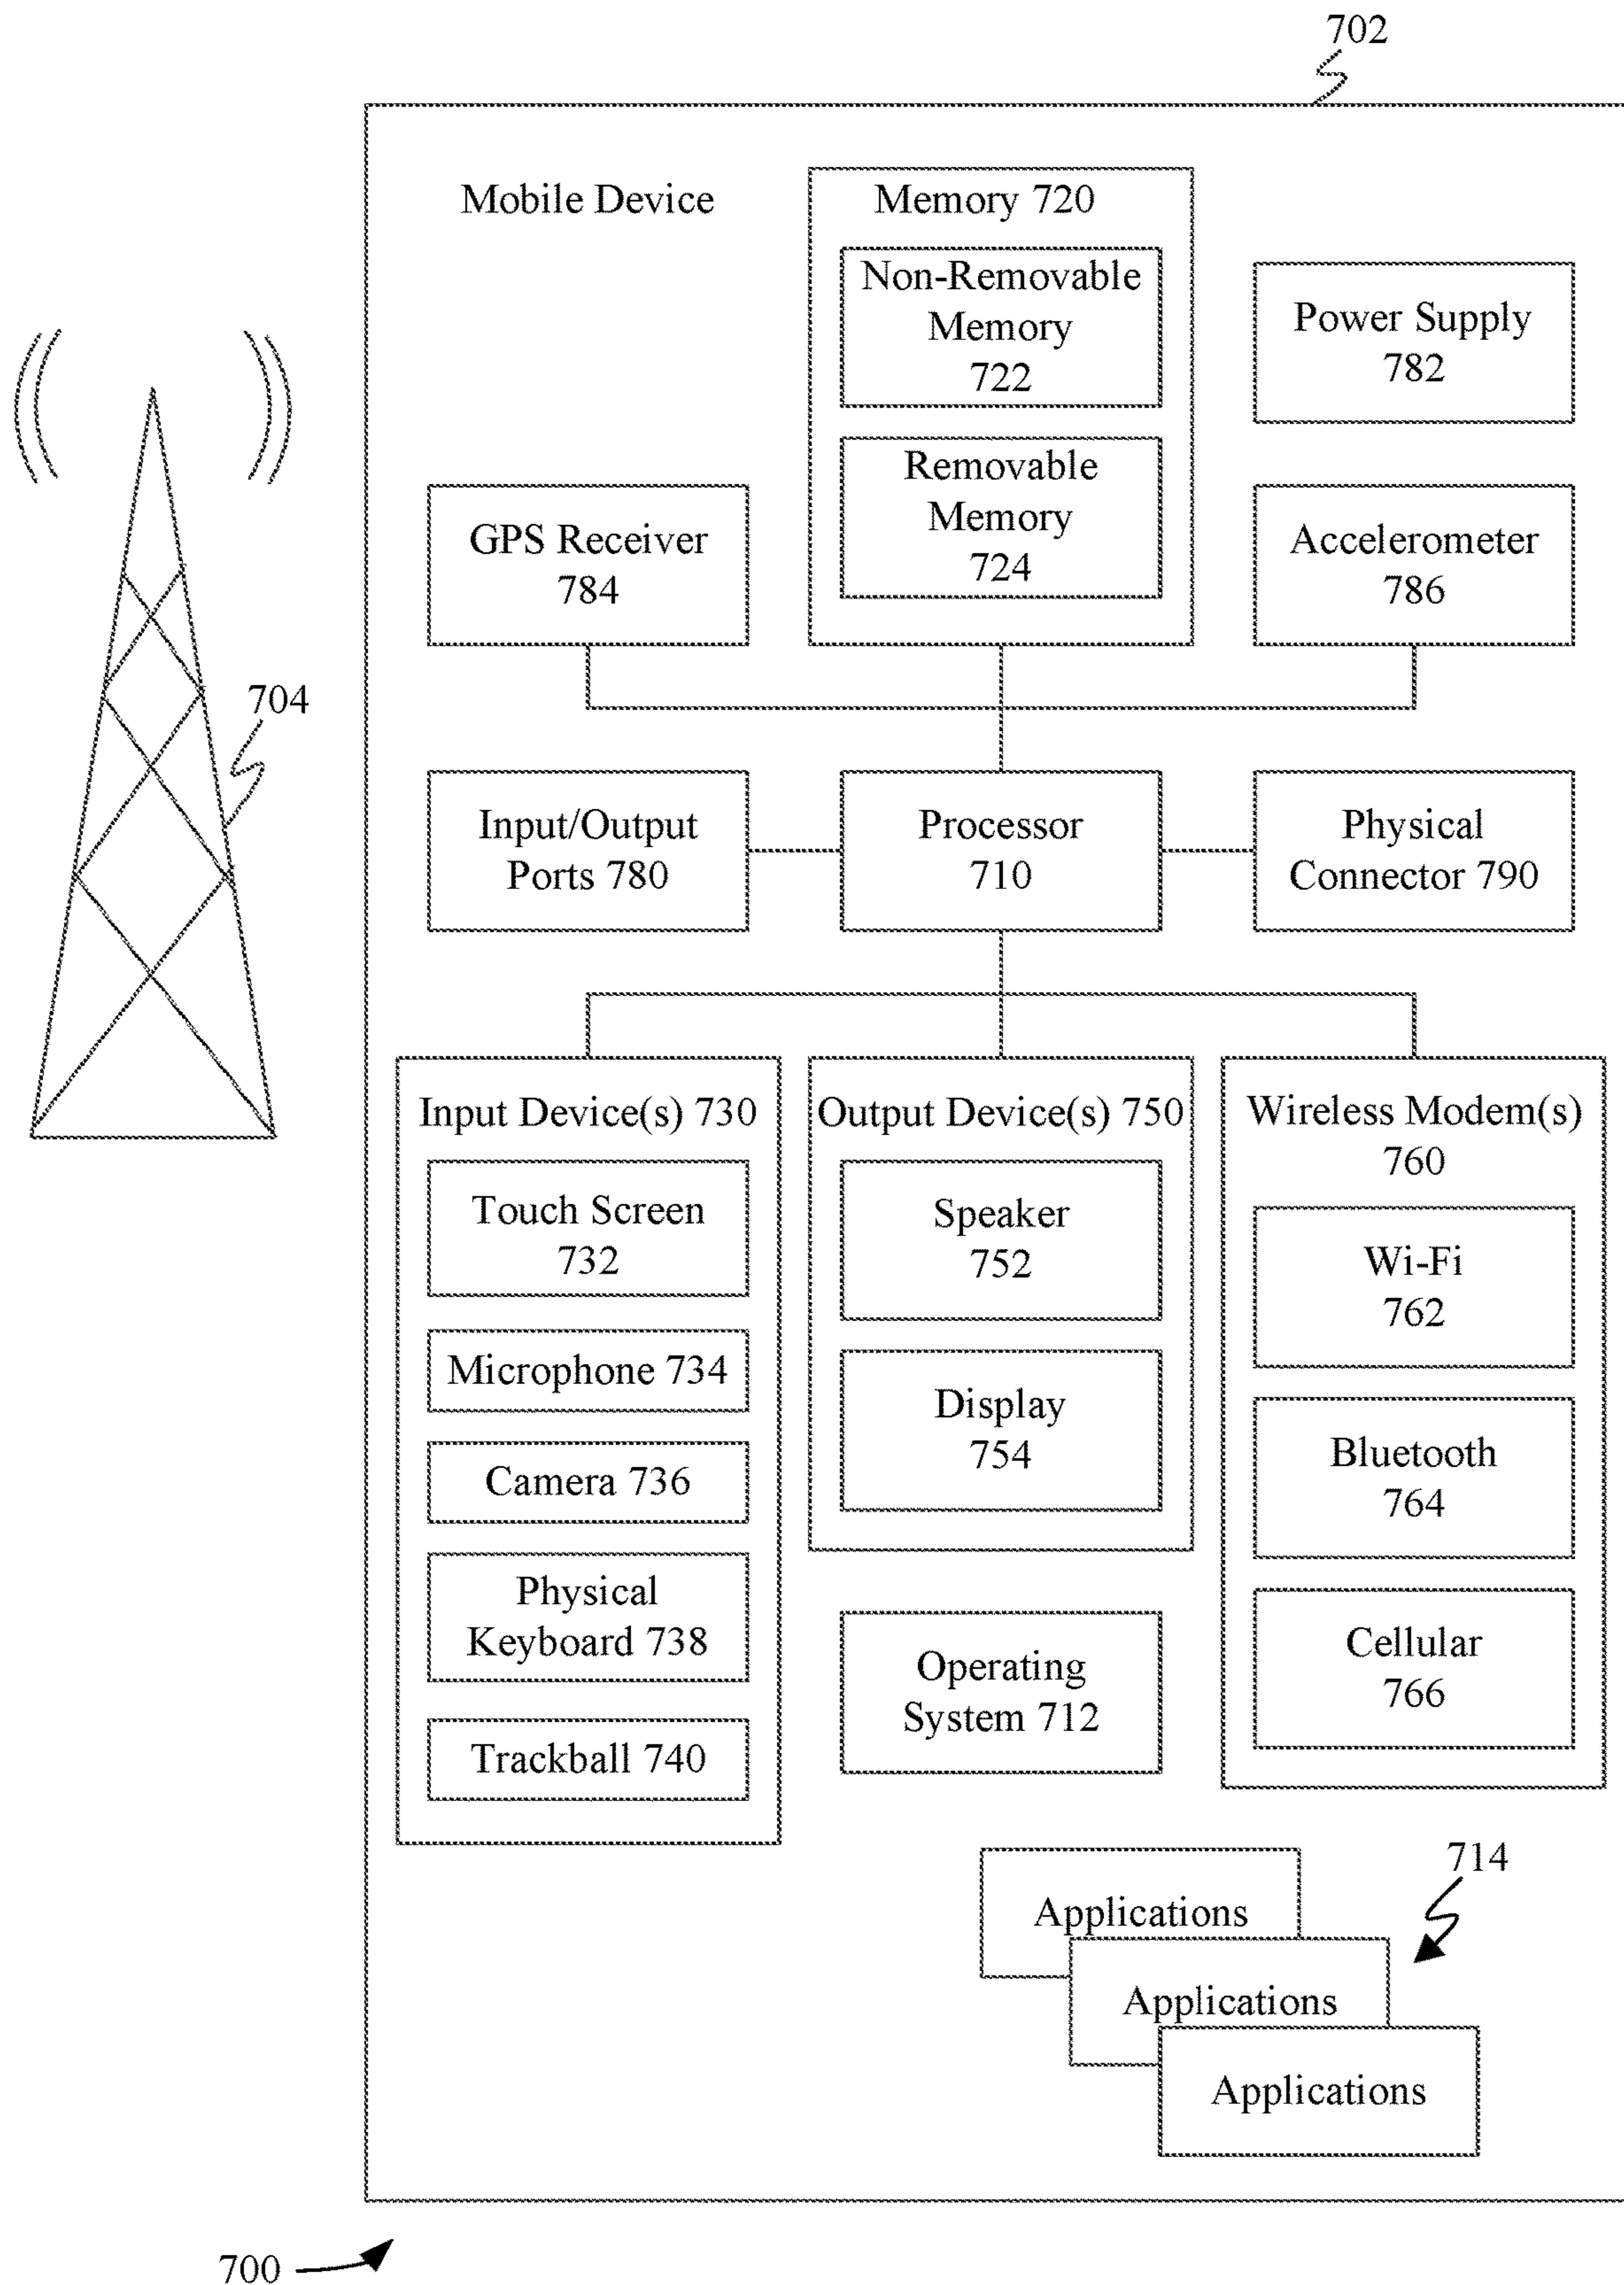 702
Mobile Device
Memory 720
Non-Removable
Memory
722
Power Supply
782
Removable
Memory
724
GPS Receiver
784
Accelerometer
786
704
Input/Output
Ports 780
Processor
710
Physical
Connector 790
Input Device(s) 730
Touch Screen
732
Microphone 734
Camera 736
Physical
Keyboard 738
Trackball 740
Output Device(s) 750
Speaker
752
Display
754
Operating
System 712
Wireless Modem(s)
760
Wi-Fi
762
Bluetooth
764
Cellular
766
714
Applications
Applications
Applications
700